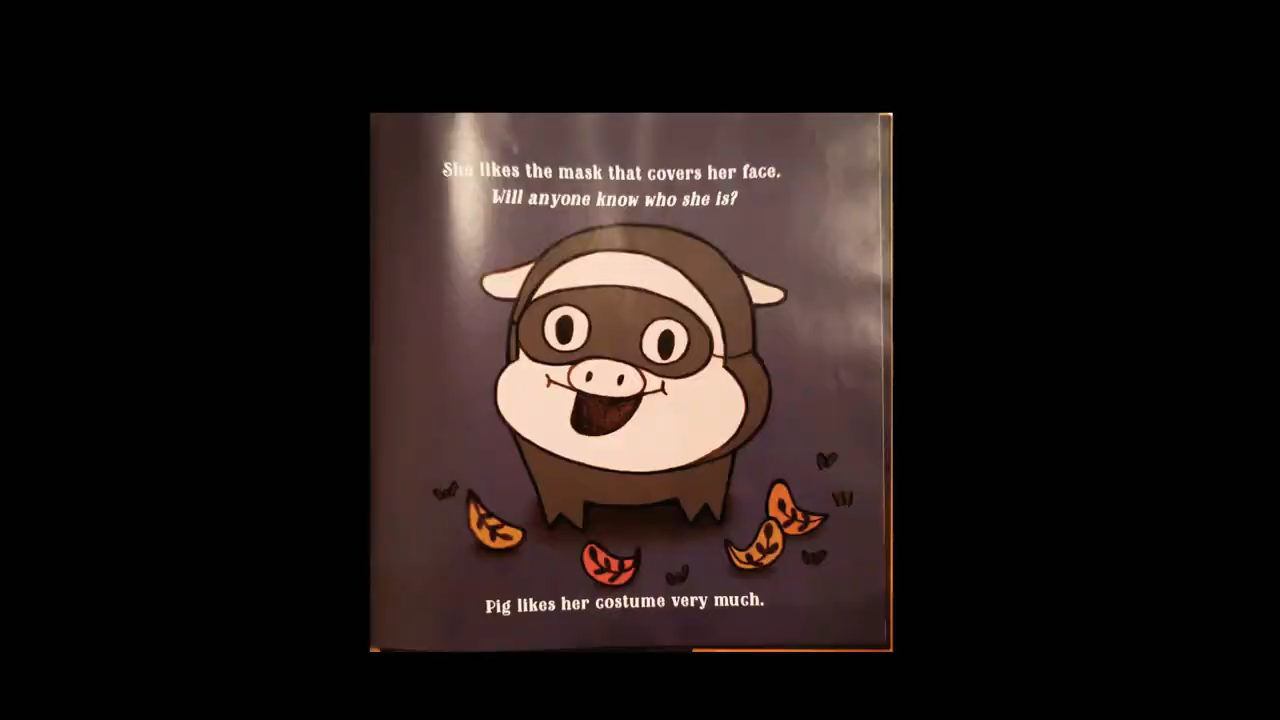 She likes the mask that covers her face.
Will anyone know who she is?
Pig likes her costume very much.